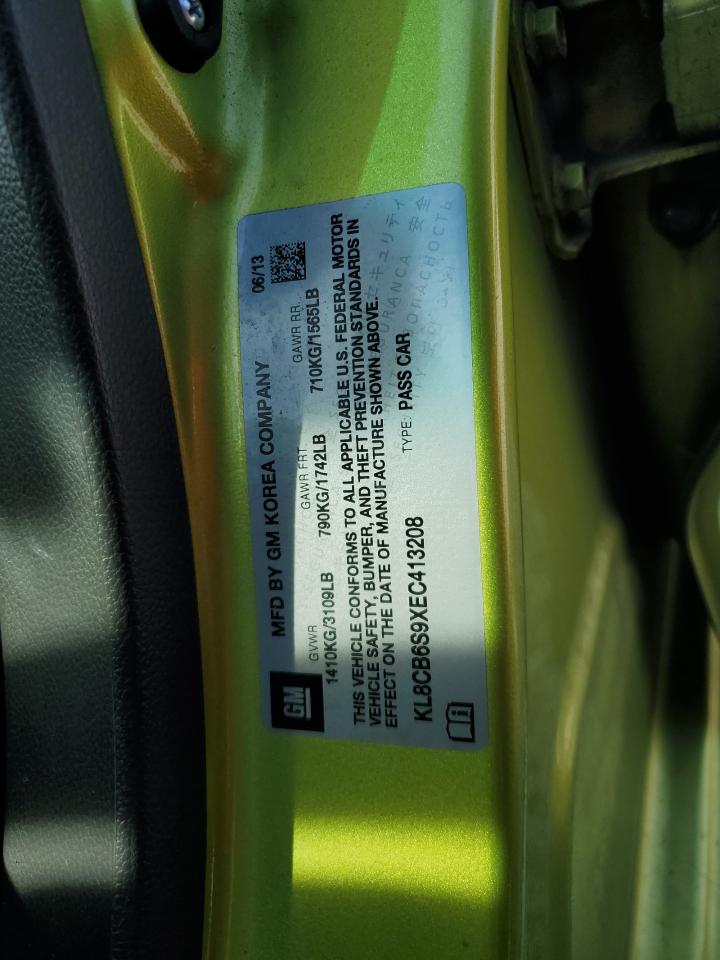 GM
MFD BY GM KOREA COMPANY
06/13
GVWR
GAWR FRT
GAWR RR
1410KG/3109LB
790KG/1742LB
710KG/1565LB
THIS VEHICLE CONFORMS TO ALL APPLICABLE U.S. FEDERAL MOTOR
VEHICLE SAFETY, BUMPER, AND THEFT PREVENTION STANDARDS IN
EFFECT ON THE DATE OF MANUFACTURE SHOWN ABOVE.
KL8CB6S9XEC413208
TYPE: PASS CAR